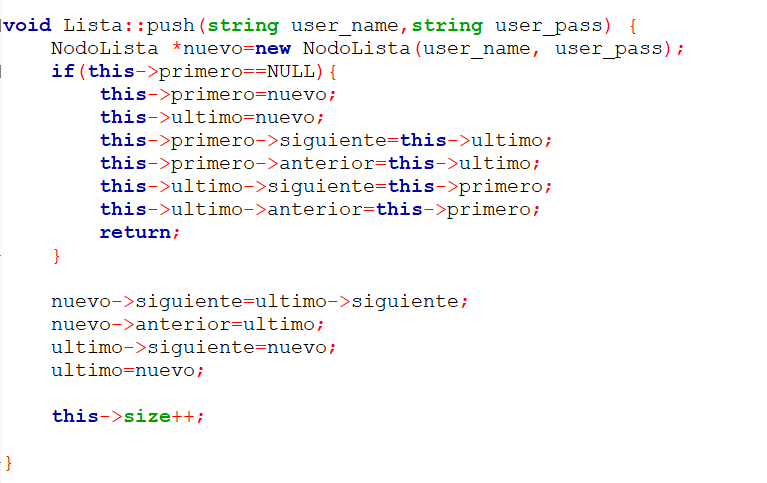 void Lista::push(string user_name,string user_pass) {
    NodoLista *nuevo=new NodoLista(user_name, user_pass);
    if(this->primero==NULL){
        this->primero=nuevo;
        this->ultimo=nuevo;
        this->primero->siguiente=this->ultimo;
        this->primero->anterior=this->ultimo;
        this->ultimo->siguiente=this->primero;
        this->ultimo->anterior=this->primero;
        return;
    }

    nuevo->siguiente=ultimo->siguiente;
    nuevo->anterior=ultimo;
    ultimo->siguiente=nuevo;
    ultimo=nuevo;

    this->size++;

}